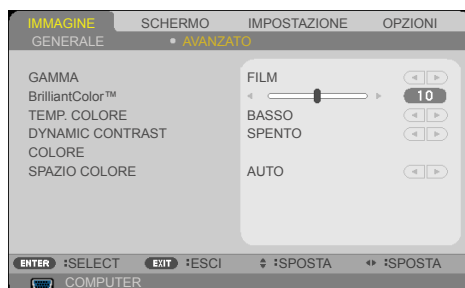 IMMAGINE SCHERMO IMPOSTAZIONE OPZIONI
GENERALE • AVANZATO
GAMMA FILM
BrilliantColor™ 10
TEMP. COLORE BASSO
DYNAMIC CONTRAST SPENTO
COLORE
SPAZIO COLORE AUTO
ENTER :SELECT EXIT :ESCI :SPOSTA :SPOSTA
COMPUTER